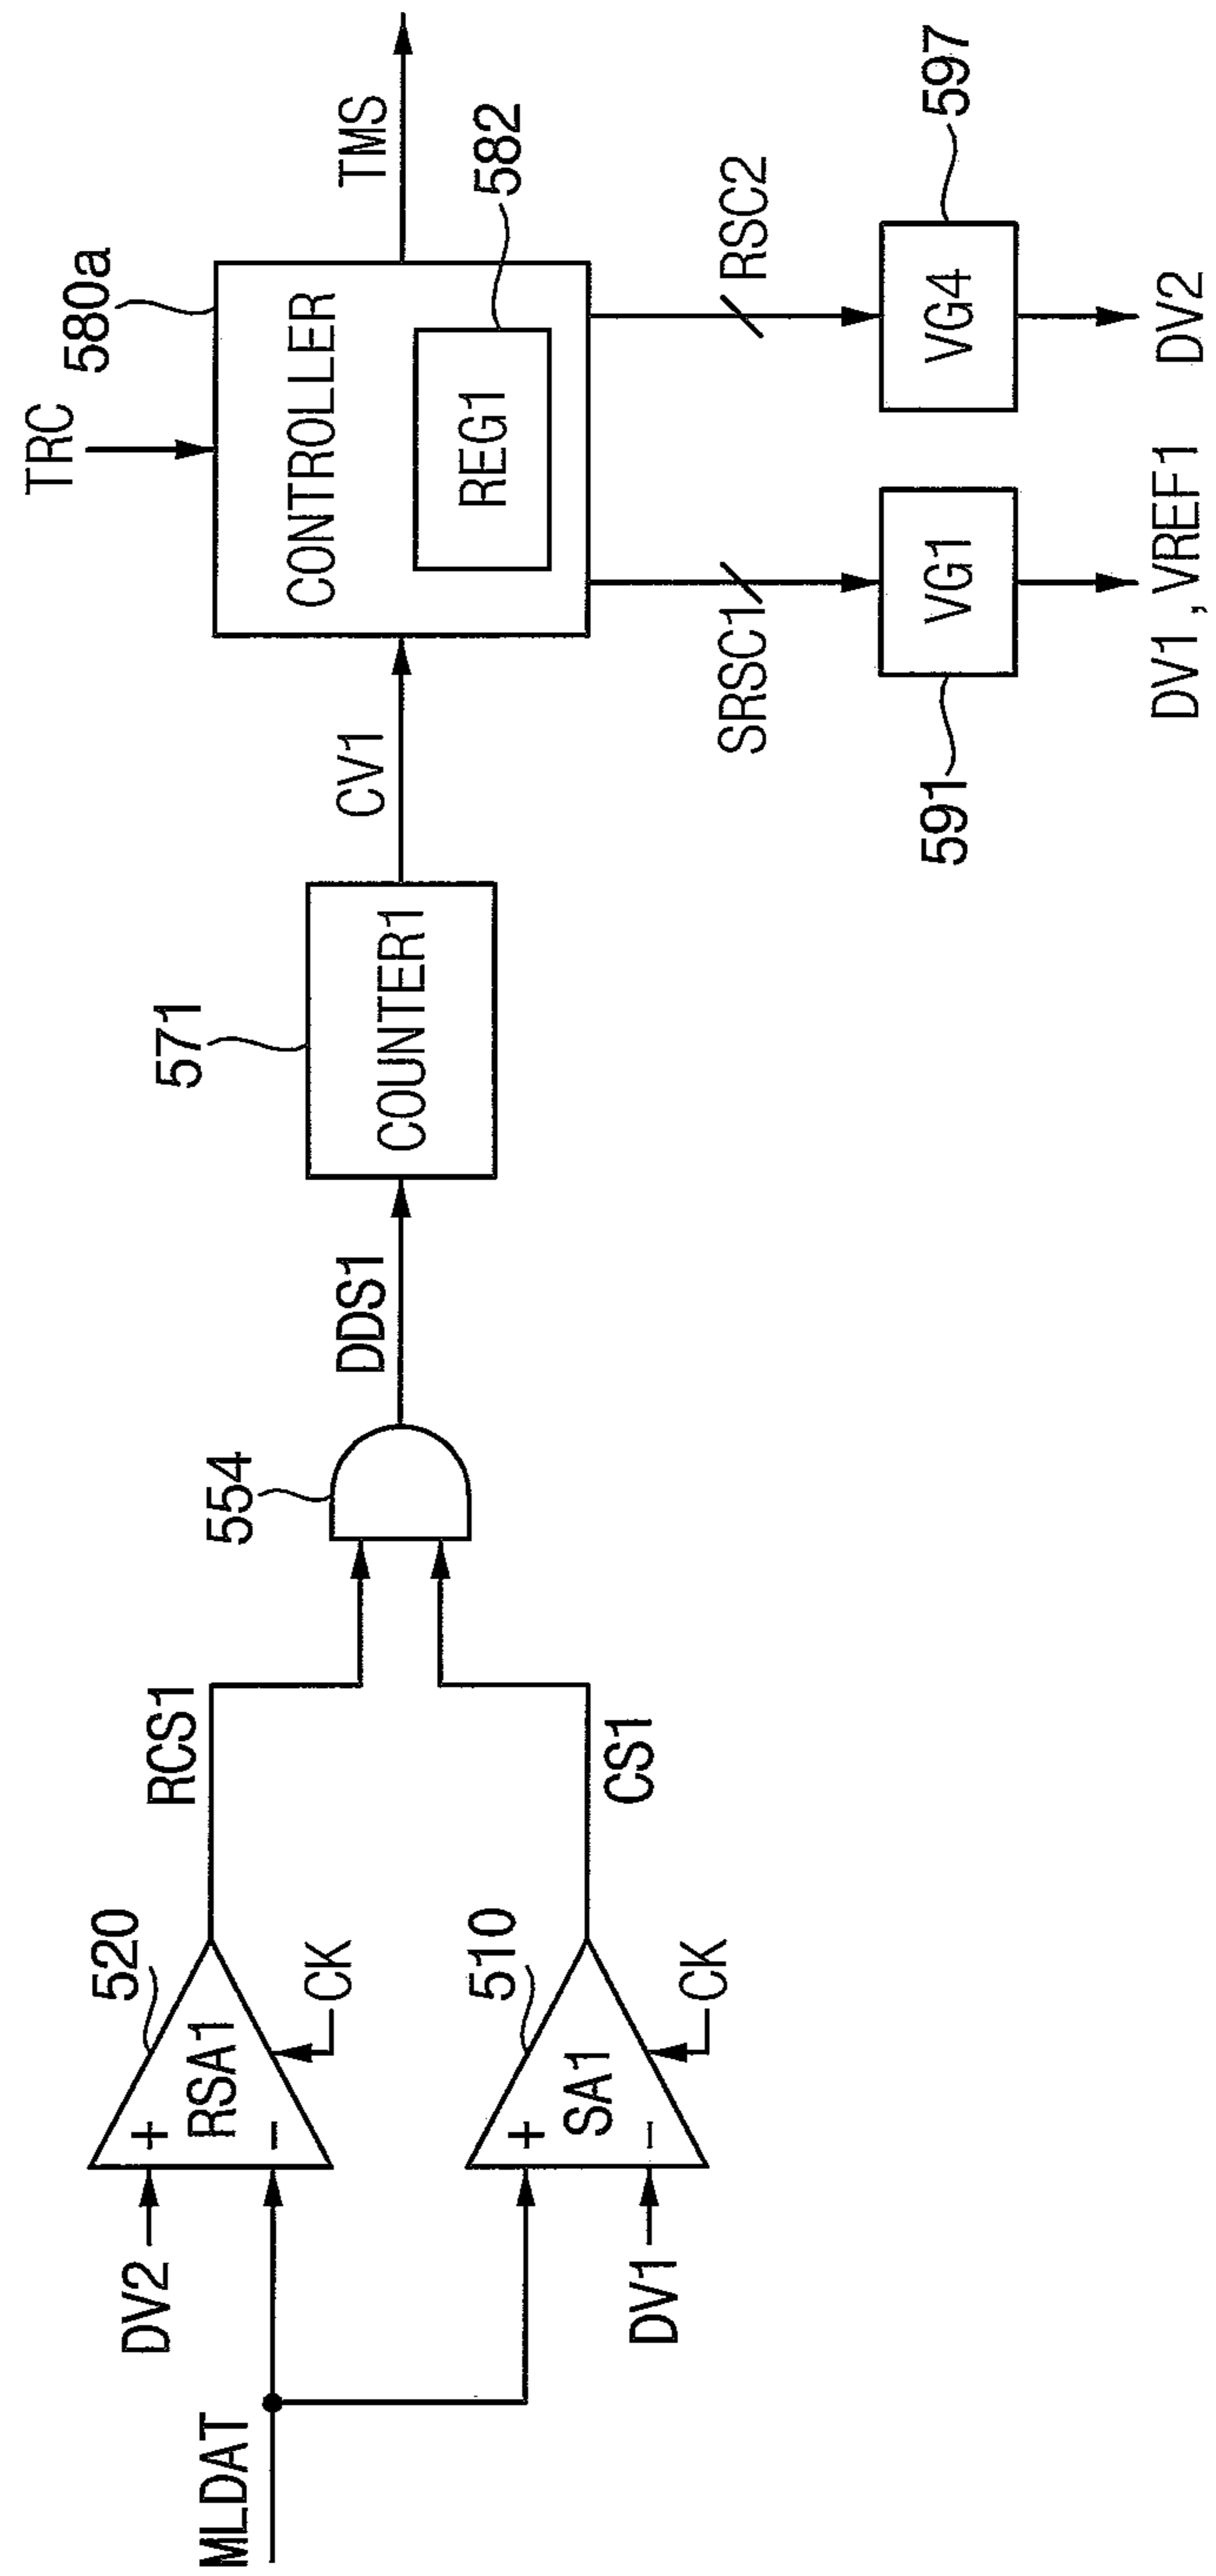 MLDAT
DV2
+
-
RSA1
520
CK
RCS1
+
-
SA1
510
CK
DV1
CS1
554
DDS1
571
COUNTER1
CV1
TRC
580a
CONTROLLER
REG1
582
TMS
SRSC1
RSC2
591
VG1
VG4
597
DV1, VREF1
DV2